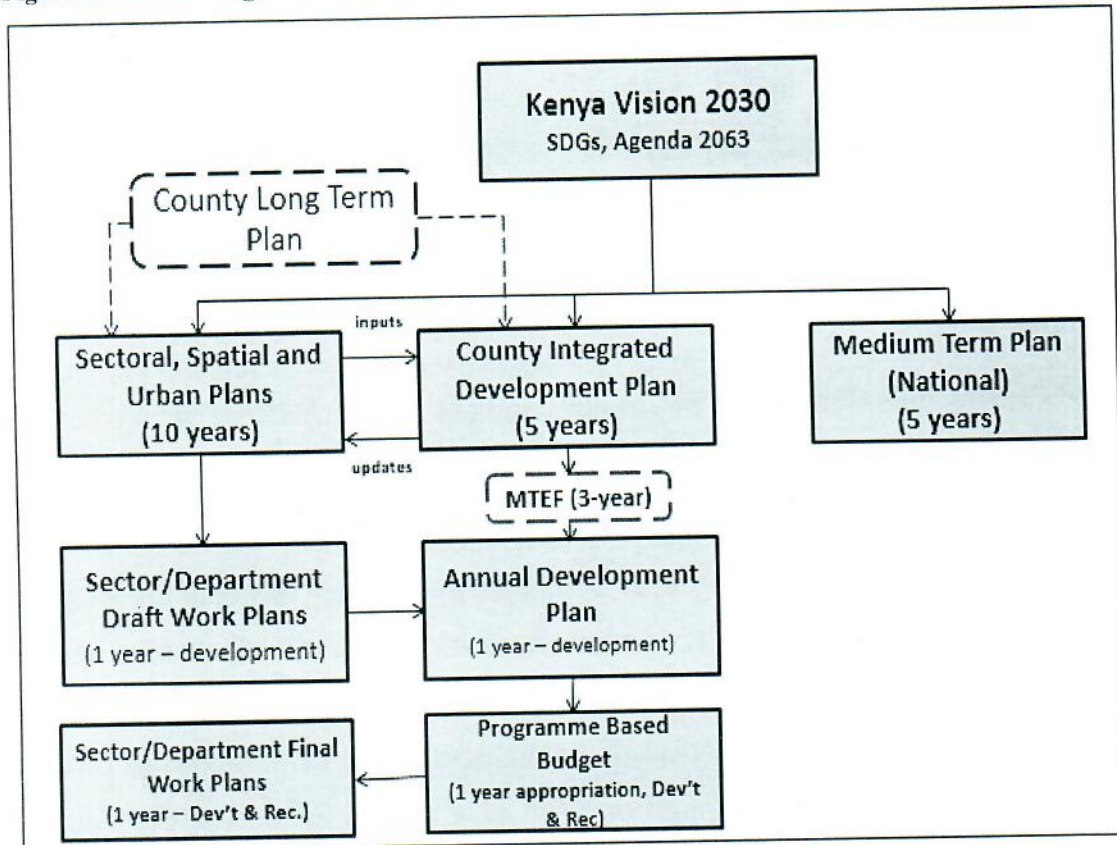 Kenya Vision 2030
SDGs, Agenda 2063
County Long Term
Plan
inputs
Sectoral, Spatial and
Urban Plans
(10 years)
County Integrated
Development Plan
(5 years)
Medium Term Plan
(National)
(5 years)
updates
MTEF (3-year)
Sector/Department
Draft Work Plans
(1 year – development)
Annual Development
Plan
(1 year – development)
Sector/Department Final
Work Plans
(1 year – Dev't & Rec.)
Programme Based
Budget
(1 year appropriation, Dev't
& Rec)